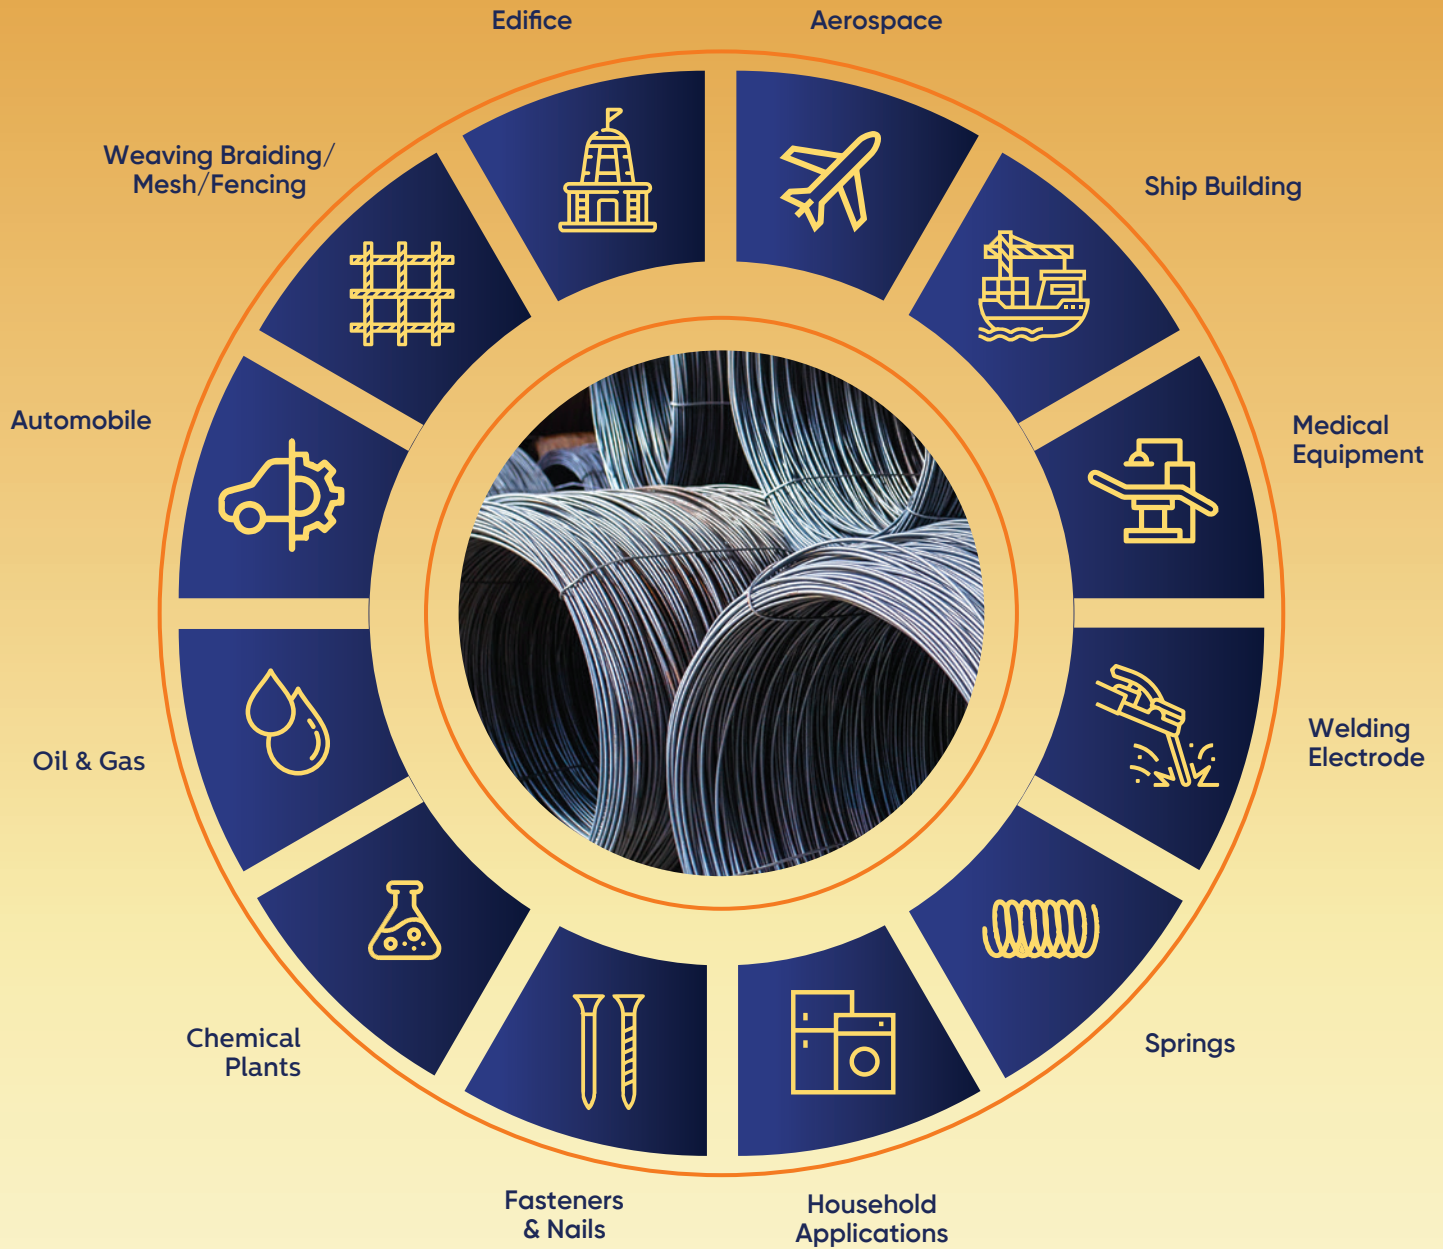 Edifice
Aerospace
Weaving Braiding/
Mesh/Fencing
Ship Building
Automobile
Medical
Equipment
Oil & Gas
Welding
Electrode
Chemical
Plants
Springs
Fasteners
& Nails
Household
Applications